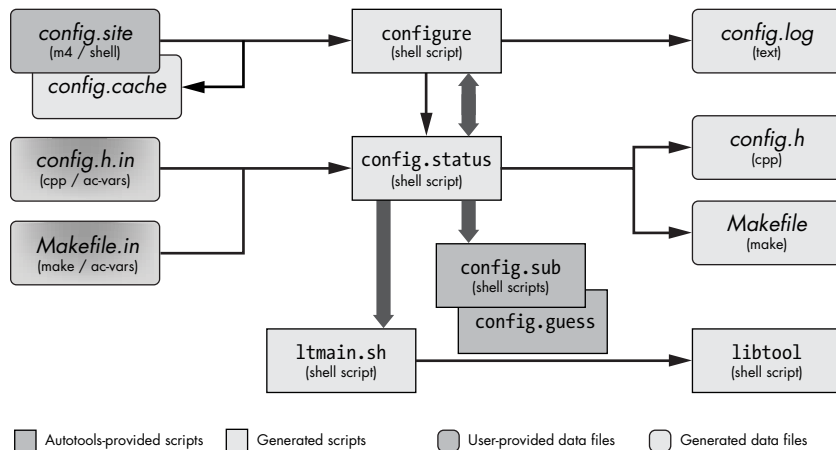 config.site
(m4 / shell)
config.cache
configure
(shell script)
config.log
(text)
config.h.in
(cpp / ac-vars)
config.status
(shell script)
config.h
(cpp)
Makefile.in
(make / ac-vars)
Makefile
(make)
config.sub
(shell scripts)
config.guess
ltmain.sh
(shell script)
libtool
(shell script)
Autotools-provided scripts
Generated scripts
User-provided data files
Generated data files